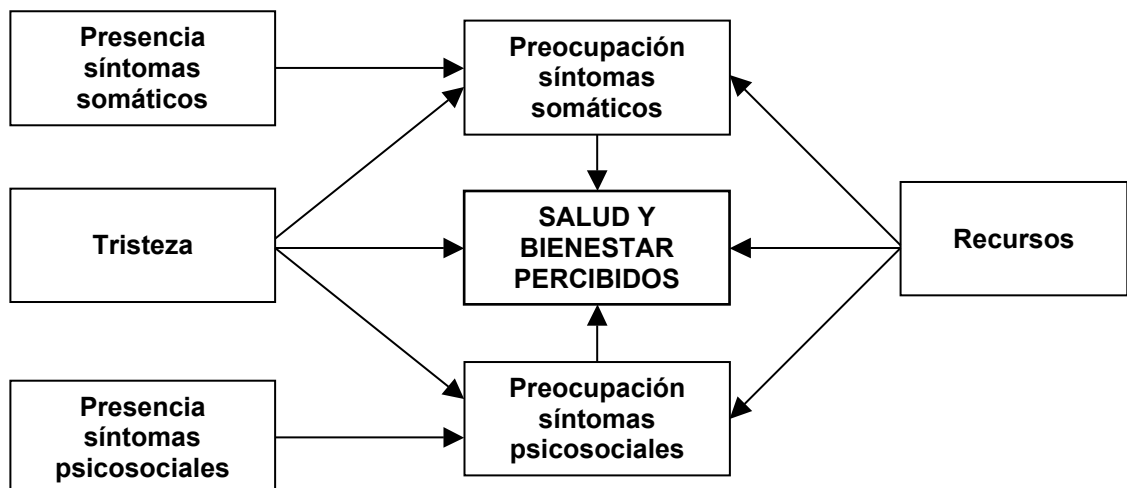 Presencia
síntomas
somáticos
Preocupación
síntomas
somáticos
Tristeza
SALUD Y
BIENESTAR
PERCIBIDOS
Recursos
Presencia
síntomas
psicosociales
Preocupación
síntomas
psicosociales